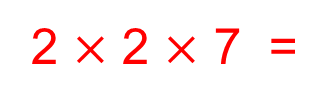 2 × 2 × 7 =